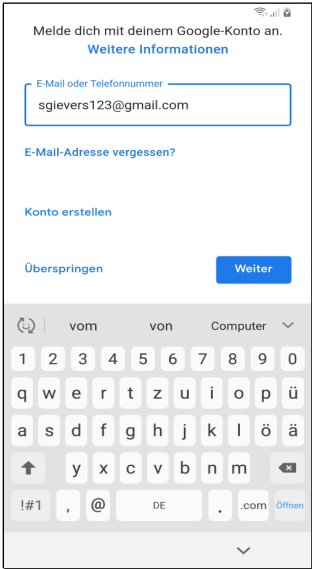 Melde dich mit deinem Google-Konto an.
Weitere Informationen
E-Mail oder Telefonnummer
sgievers123@gmail.com
E-Mail-Adresse vergessen?
Konto erstellen
Überspringen Weiter
vom von Computer
1 2 3 4 5 6 7 8 9 0
q w e r t z u i o p ü
a s d f g h j k l ö ä
y x c v b n m
!#1 , @ DE . .com Öffnen